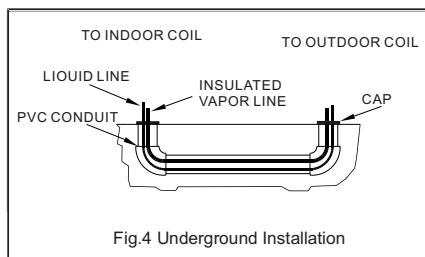 TO INDOOR COIL
TO OUTDOOR COIL
LIOUID LINE
INSULATED
VAPOR LINE
CAP
PVC CONDUIT
Fig.4 Underground Installation